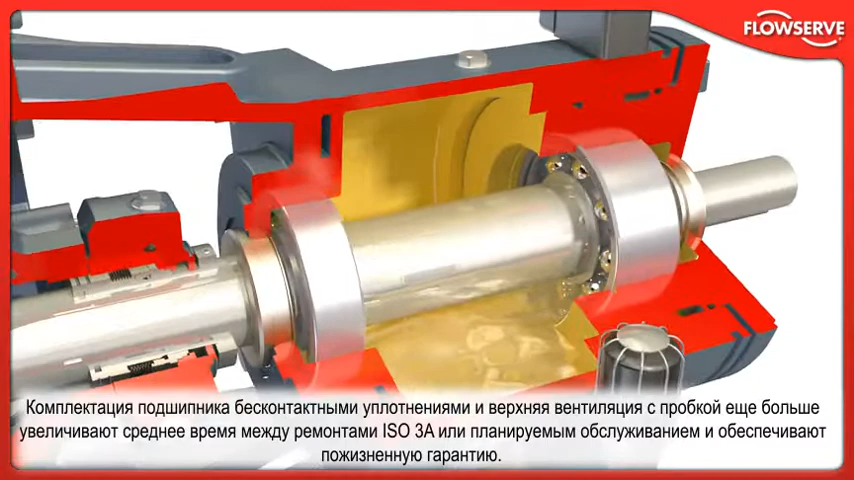 FLOWSERVE
Комплектация подшипника бесконтактными уплотнениями и верхняя вентиляция с пробкой еще больше
увеличивают среднее время между ремонтами ISO 3A или планируемым обслуживанием и обеспечивают
пожизненную гарантию.